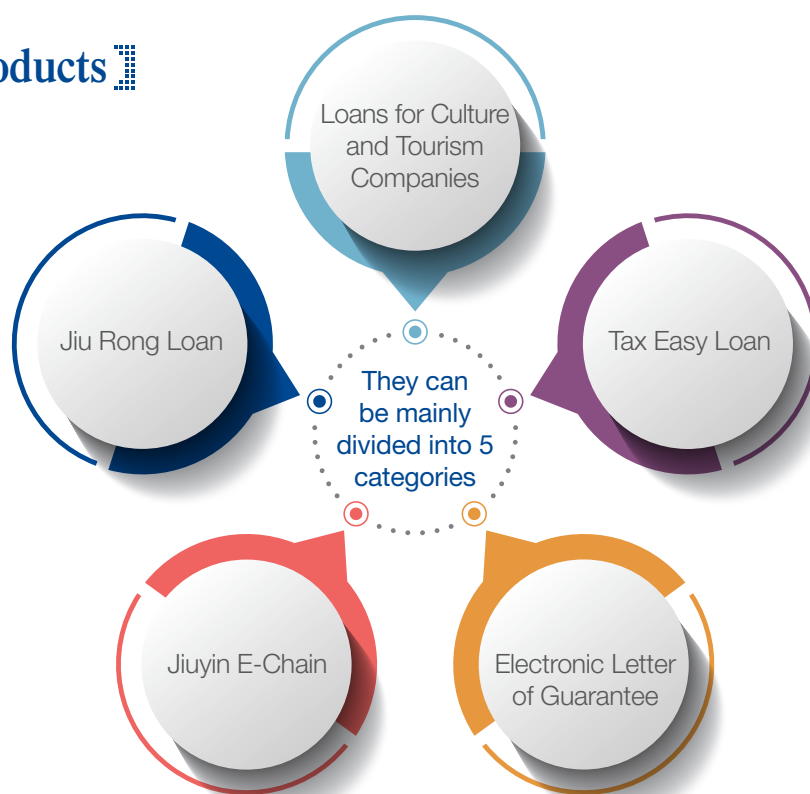 Loans for Culture
and Tourism
Companies
Jiu Rong Loan
Tax Easy Loan
They can
be mainly
divided into 5
categories
Jiuyin E-Chain
Electronic Letter
of Guarantee